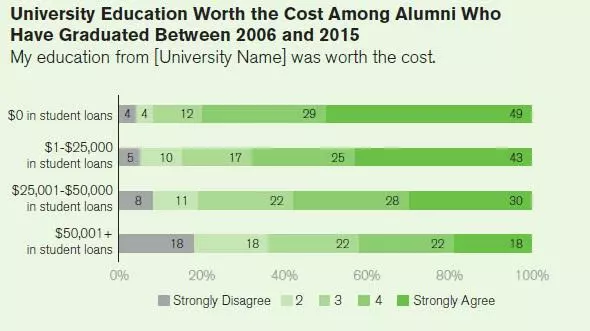 University Education Worth the Cost Among Alumni Who
Have Graduated Between 2006 and 2015
My education from [University Name] was worth the cost.
$0 in student loans 4 4 12 29 49
$1-$25,000
in student loans 5 10 17 25 43
$25,001-$50,000
in student loans 8 11 22 28 30
$50,001+
in student loans 18 18 22 22 18
0% 20% 40% 60% 80% 100%
Strongly Disagree 2 3 4 Strongly Agree